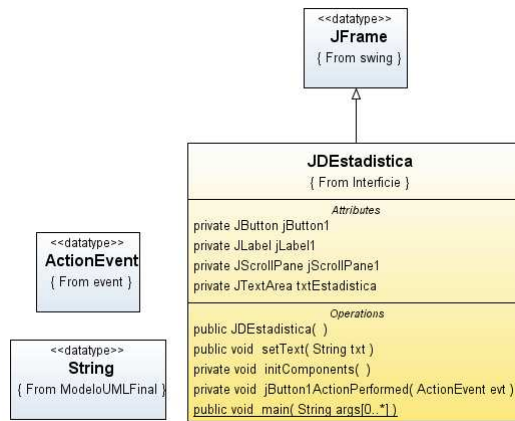 <<datatype>>
JFrame
{ From swing }
JDEstadistica
{ From Interficie }
Attributes
private JButton jButton1
private JLabel jLabel1
private JScrollPane jScrollPane1
private JTextArea txtEstadistica
Operations
public JDEstadistica( )
public void setText( String txt )
private void initComponents( )
private void jButton1ActionPerformed( ActionEvent evt )
public void main( String args[0..*] )
<<datatype>>
ActionEvent
{ From event }
<<datatype>>
String
{ From ModeloUMLFinal }